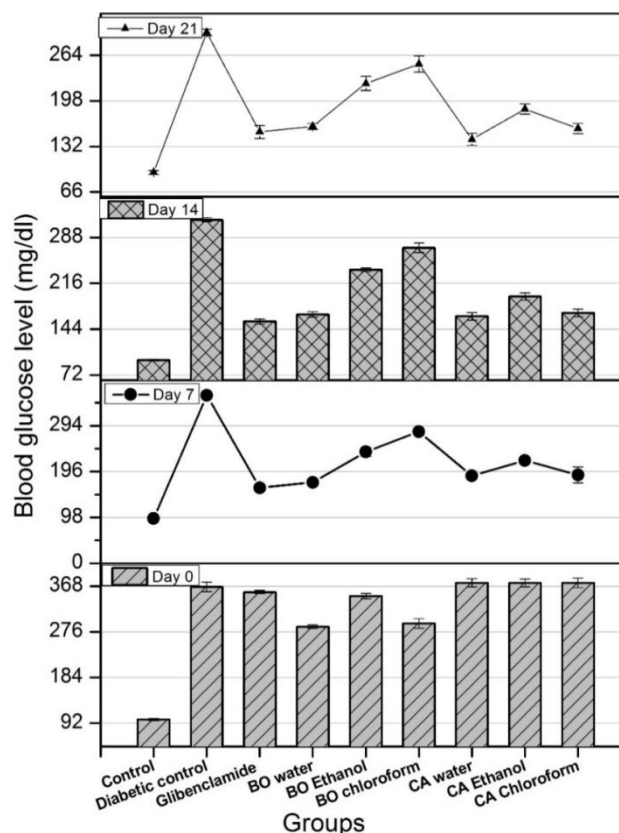 Day 21
264
198
132
66
Day 14
288
216
144
72
Day 7
294
196
98
0
Day 0
368
276
184
92
Blood glucose level (mg/dl)
Control
Diabetic control
Glibenclamide
BO water
BO Ethanol
BO chloroform
CA water
CA Ethanol
CA Chloroform
Groups